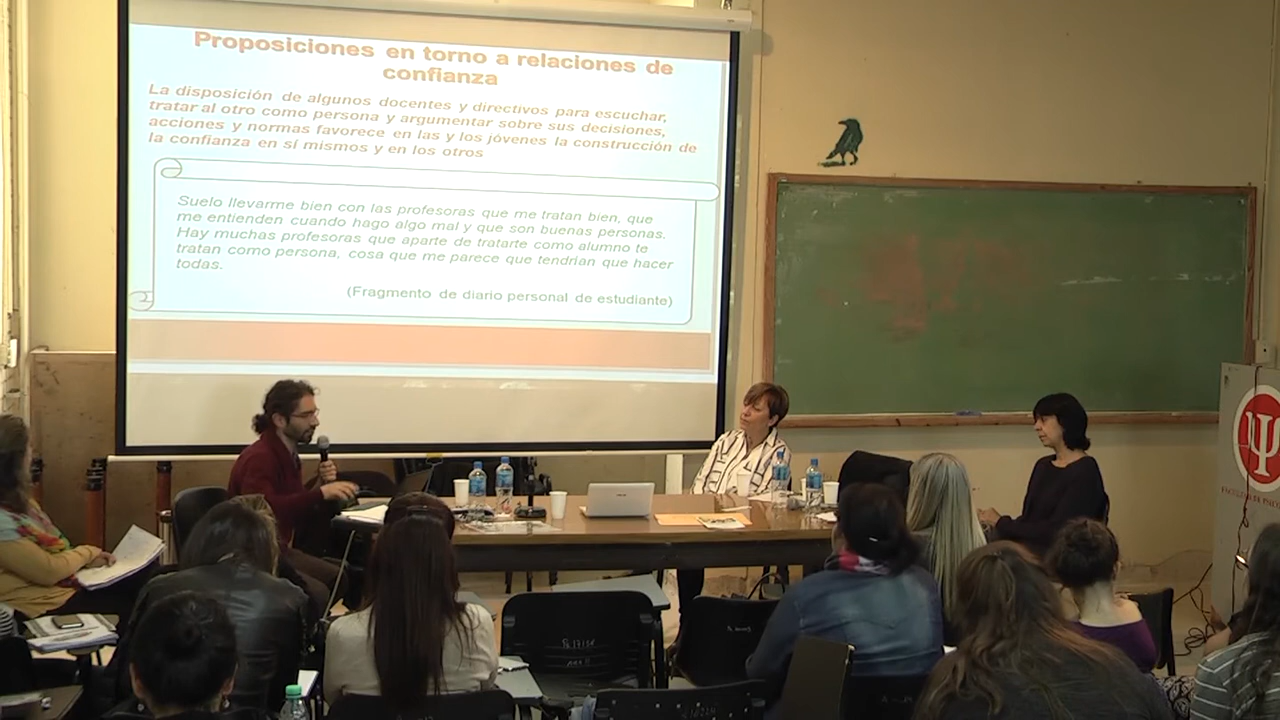 Proposiciones en torno a relaciones de
confianza
La disposición de algunos docentes y directivos para escuchar,
tratar al otro como persona y argumentar sobre sus decisiones,
acciones y normas favorece en las y los jóvenes la construcción de
la confianza en sí mismos y en los otros
Suelo llevarme bien con las profesoras que me tratan bien, que
me entienden cuando hago algo mal y que son buenas personas.
Hay muchas profesoras que aparte de tratarte como alumno te
tratan como persona, cosa que me parece que tendrían que hacer
todas.
(Fragmento de diario personal de estudiante)
Ψ
FACULTAD DE PSICO